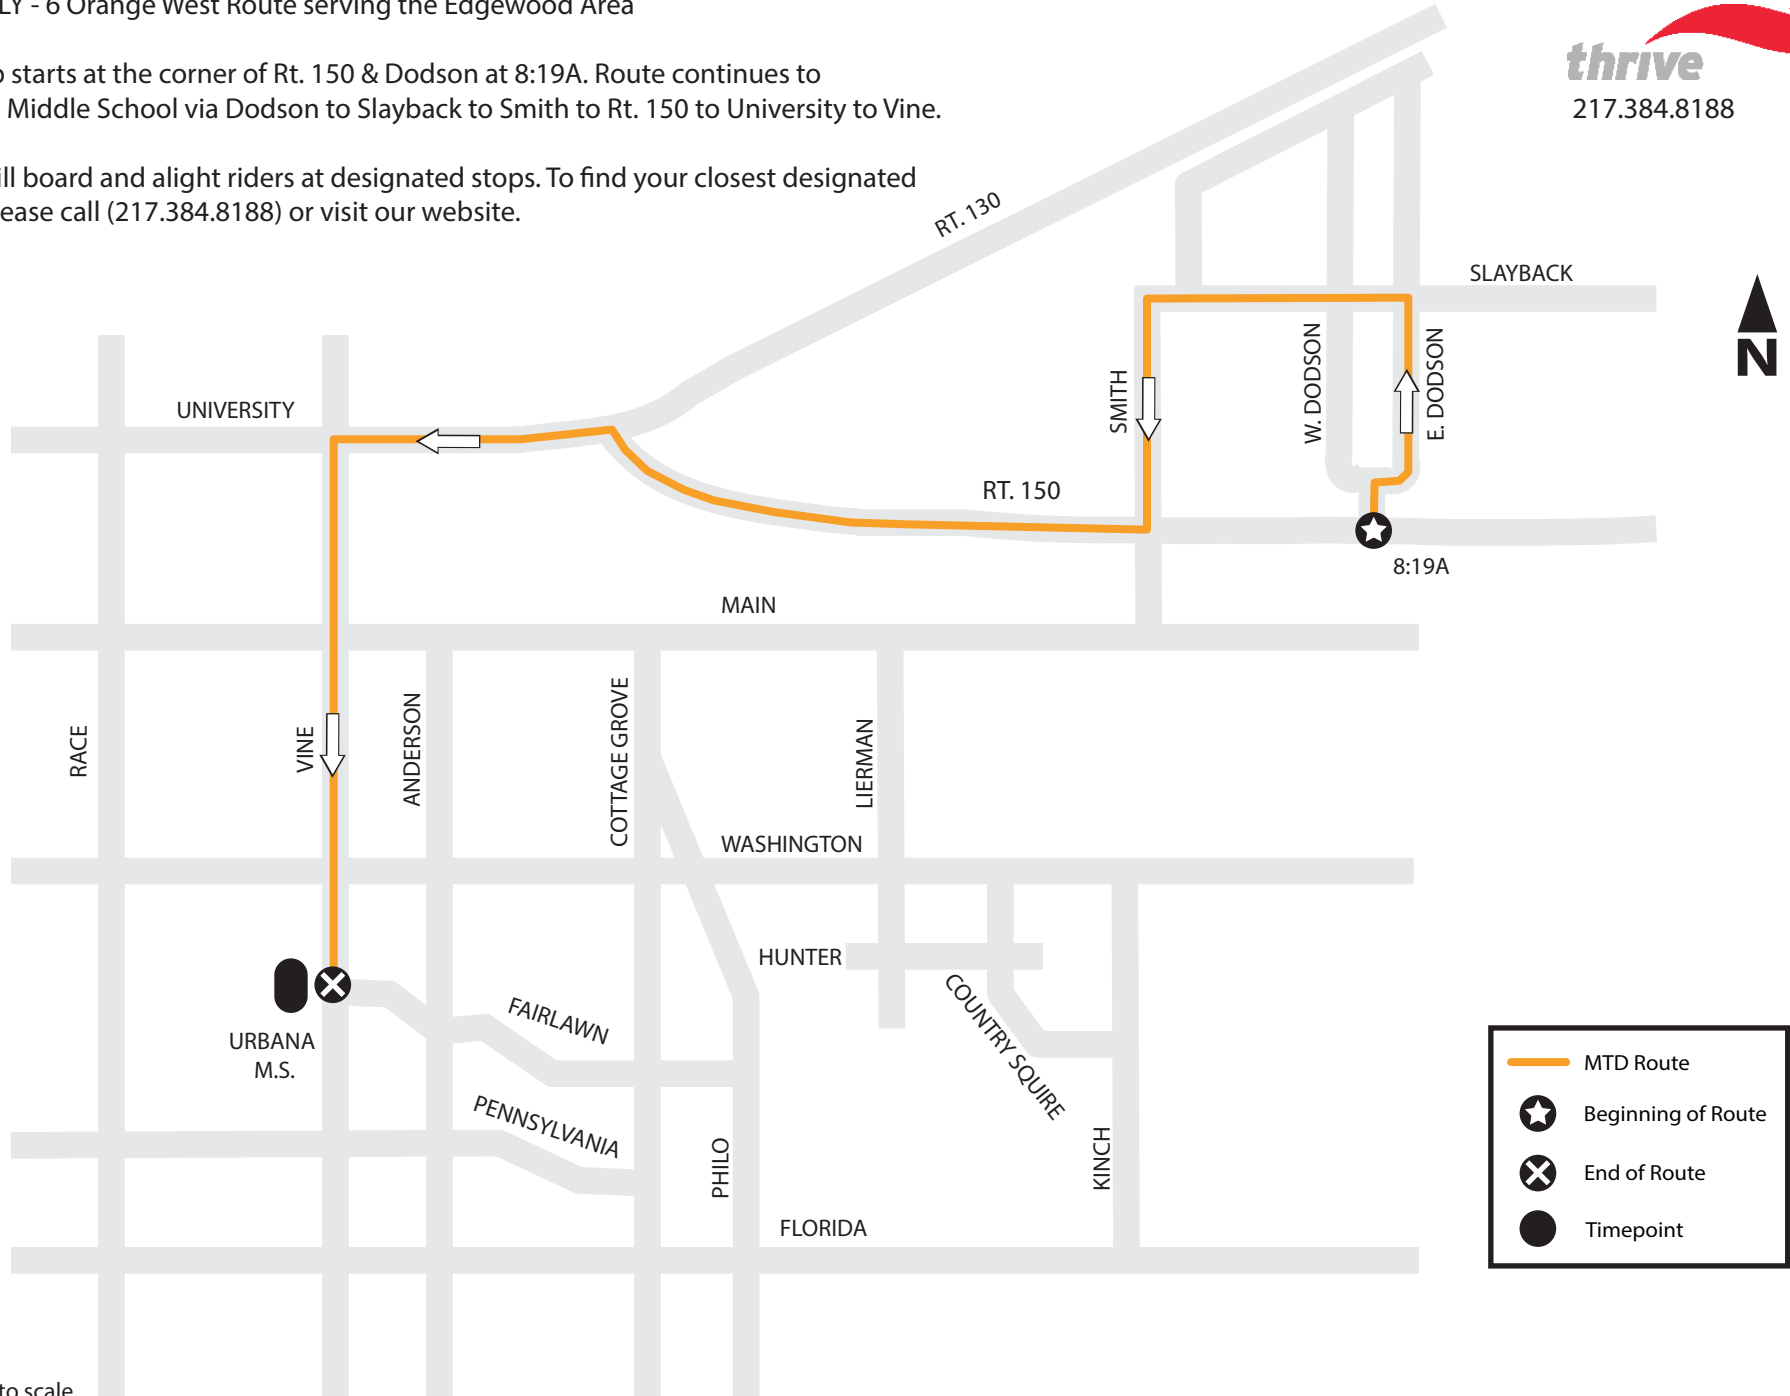 LY - 6 Orange West Route serving the Edgewood Area
starts at the corner of Rt. 150 & Dodson at 8:19A. Route continues to
Middle School via Dodson to Slayback to Smith to Rt. 150 to University to Vine.
ill board and alight riders at designated stops. To find your closest designated
ease call (217.384.8188) or visit our website.
thrive
217.384.8188
RT. 130
SLAYBACK
N
W. DODSON
E. DODSON
SMITH
UNIVERSITY
RT. 150
8:19A
MAIN
RACE
VINE
ANDERSON
COTTAGE GROVE
LIERMAN
WASHINGTON
HUNTER
COUNTRY SQUIRE
FAIRLAWN
URBANA
M.S.
PENNSYLVANIA
PHILO
KINCH
FLORIDA
MTD Route
Beginning of Route
End of Route
Timepoint
to scale